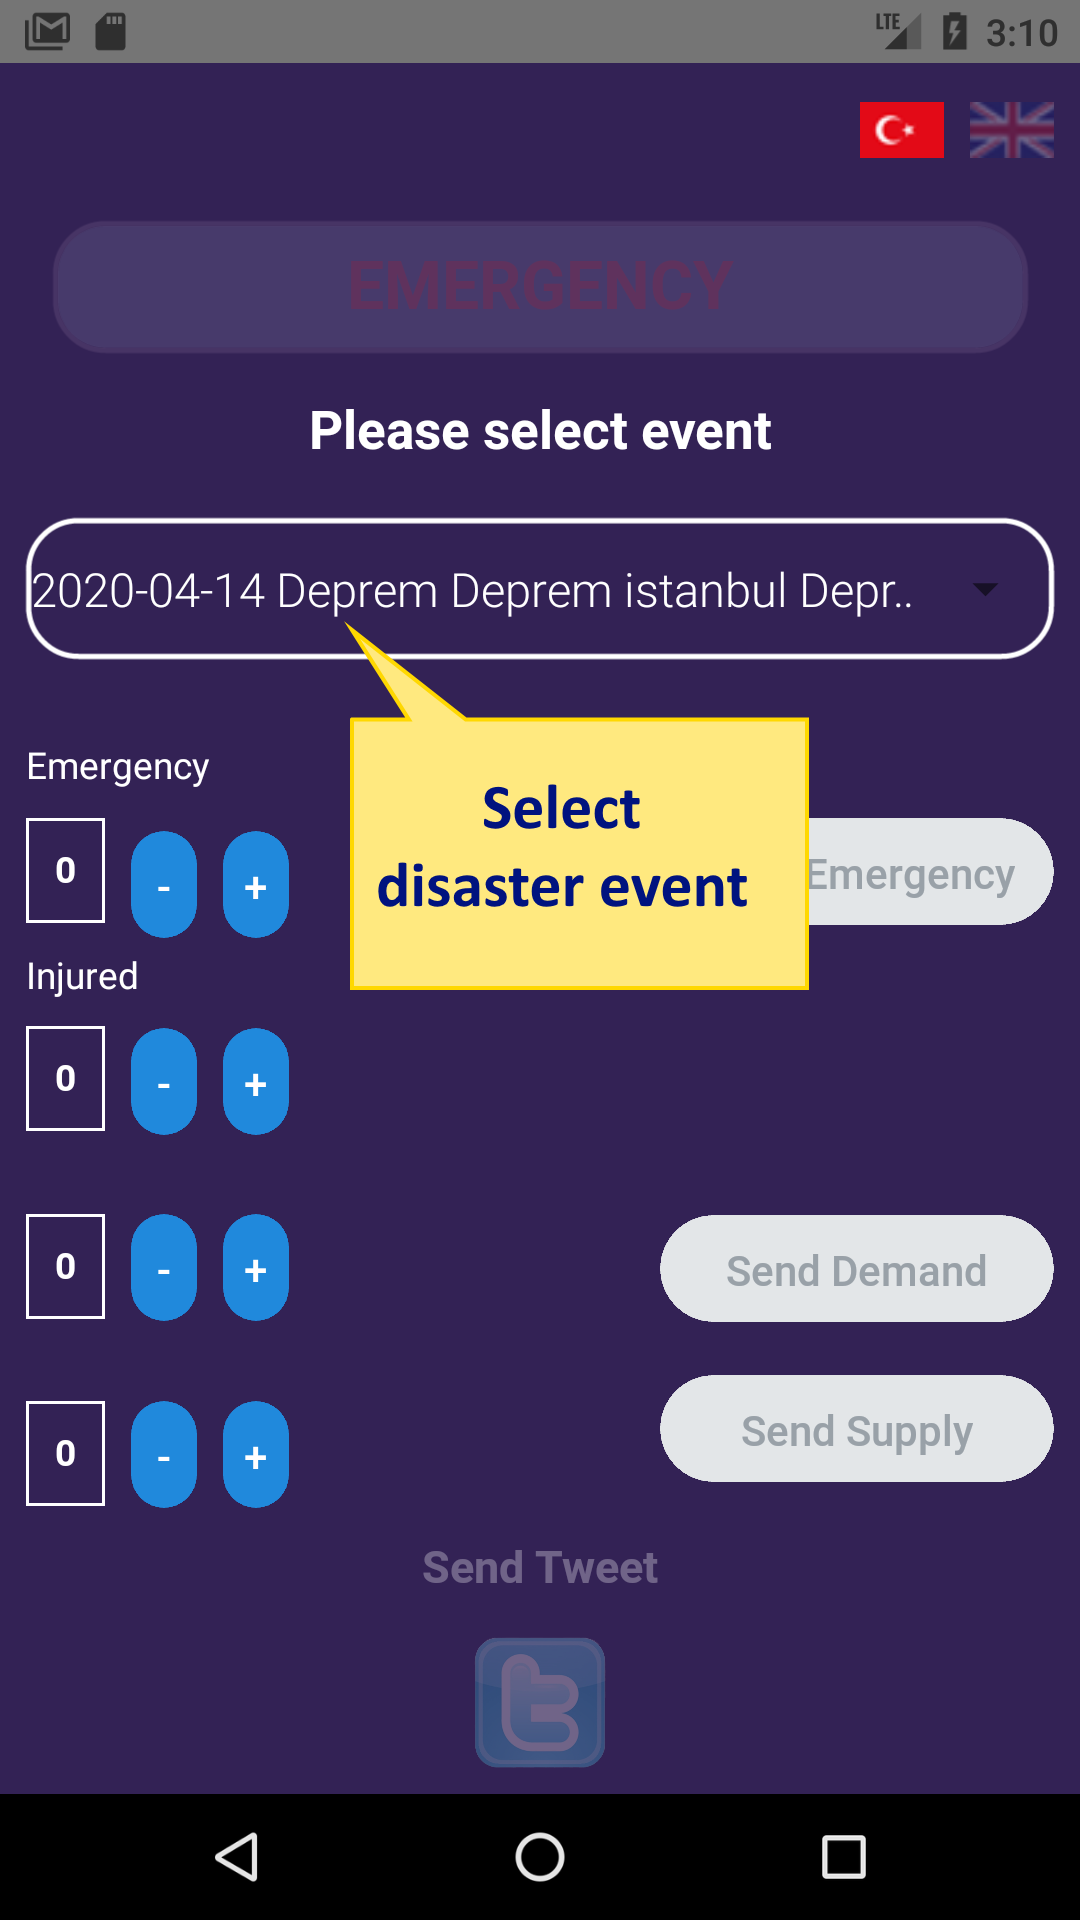 LTE 3:10
EMERGENCY
Please select event
2020-04-14 Deprem Deprem istanbul Depr..
Select
disaster event
Emergency
0 - + Emergency
Injured
0 - +
0 - + Send Demand
0 - + Send Supply
Send Tweet